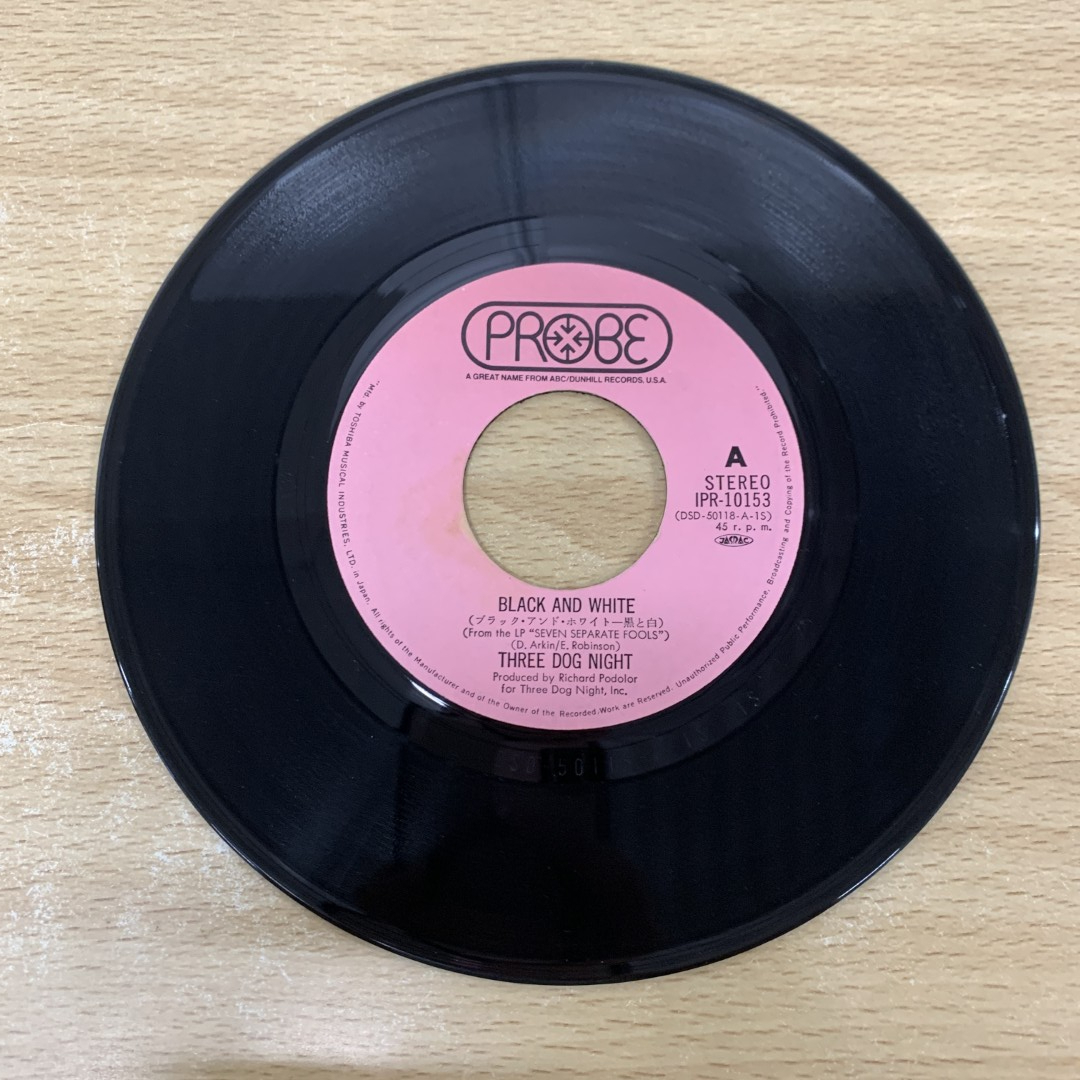 PROBE
A GREAT NAME FROM ABC/DUNHILL RECORDS, U.S.A.
A
STEREO
IPR-10153
(DSD-50118-A-1S)
45 r. p. m.
JASRAC
BLACK AND WHITE
(ブラック・アンド・ホワイト—黒と白)
(From the LP "SEVEN SEPARATE FOOLS")
(D. Arkin/E. Robinson)
THREE DOG NIGHT
Produced by Richard Podolor
for Three Dog Night, Inc.
"Mfd. by TOSHIBA MUSICAL INDUSTRIES, LTD. in Japan. All rights of the Manufacturer and of the Owner of the Recorded Work are Reserved. Unauthorized Public Performance, Broadcasting and Copying of the Record Prohibited."